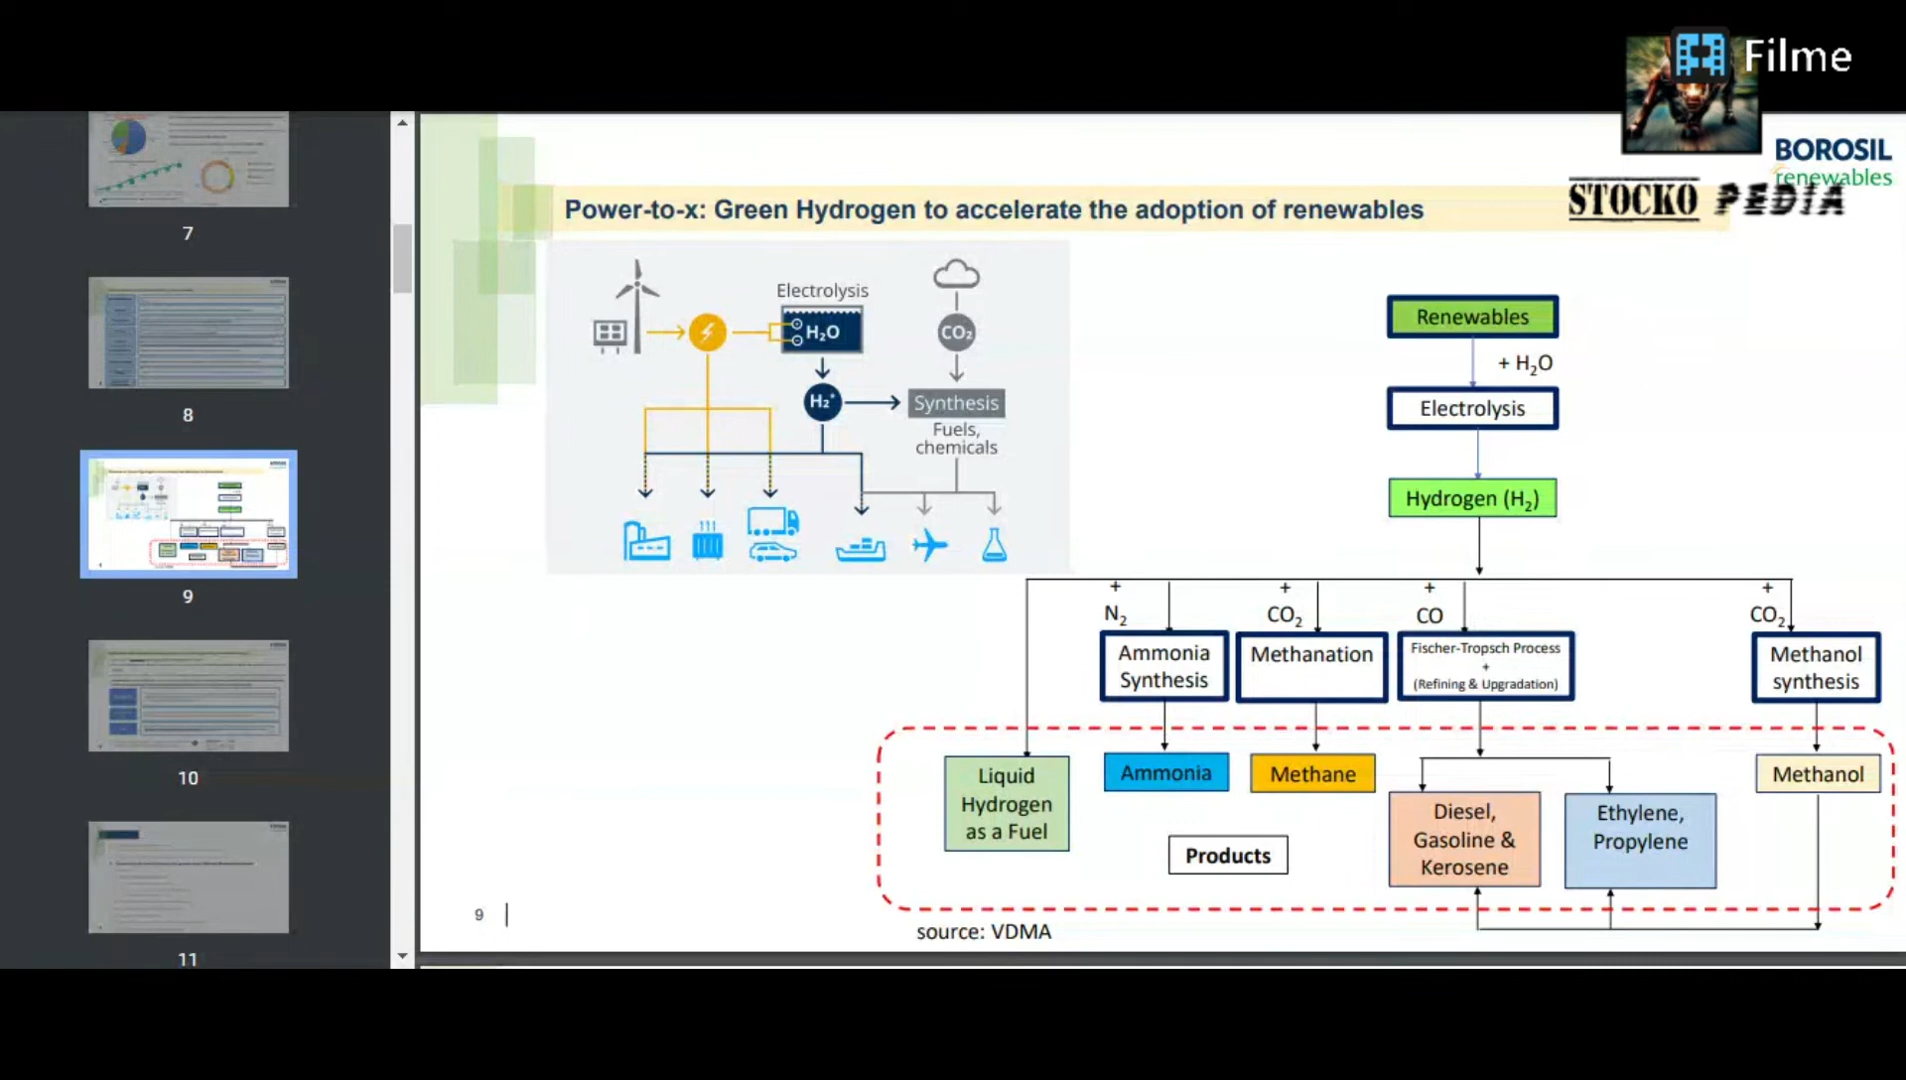 Filme
BOROSIL
renewables
STOCKO PEDIA
7
8
9
10
11
Power-to-x: Green Hydrogen to accelerate the adoption of renewables
Electrolysis
H₂O
CO₂
H₂*
Synthesis
Fuels,
chemicals
Renewables
+ H₂O
Electrolysis
Hydrogen (H₂)
+ + + +
N₂ CO₂ CO CO₂
Ammonia
Synthesis
Methanation
Fischer-Tropsch Process
+
(Refining & Upgradation)
Methanol
synthesis
Liquid
Hydrogen
as a Fuel
Ammonia
Methane
Diesel,
Gasoline &
Kerosene
Ethylene,
Propylene
Methanol
Products
9
source: VDMA